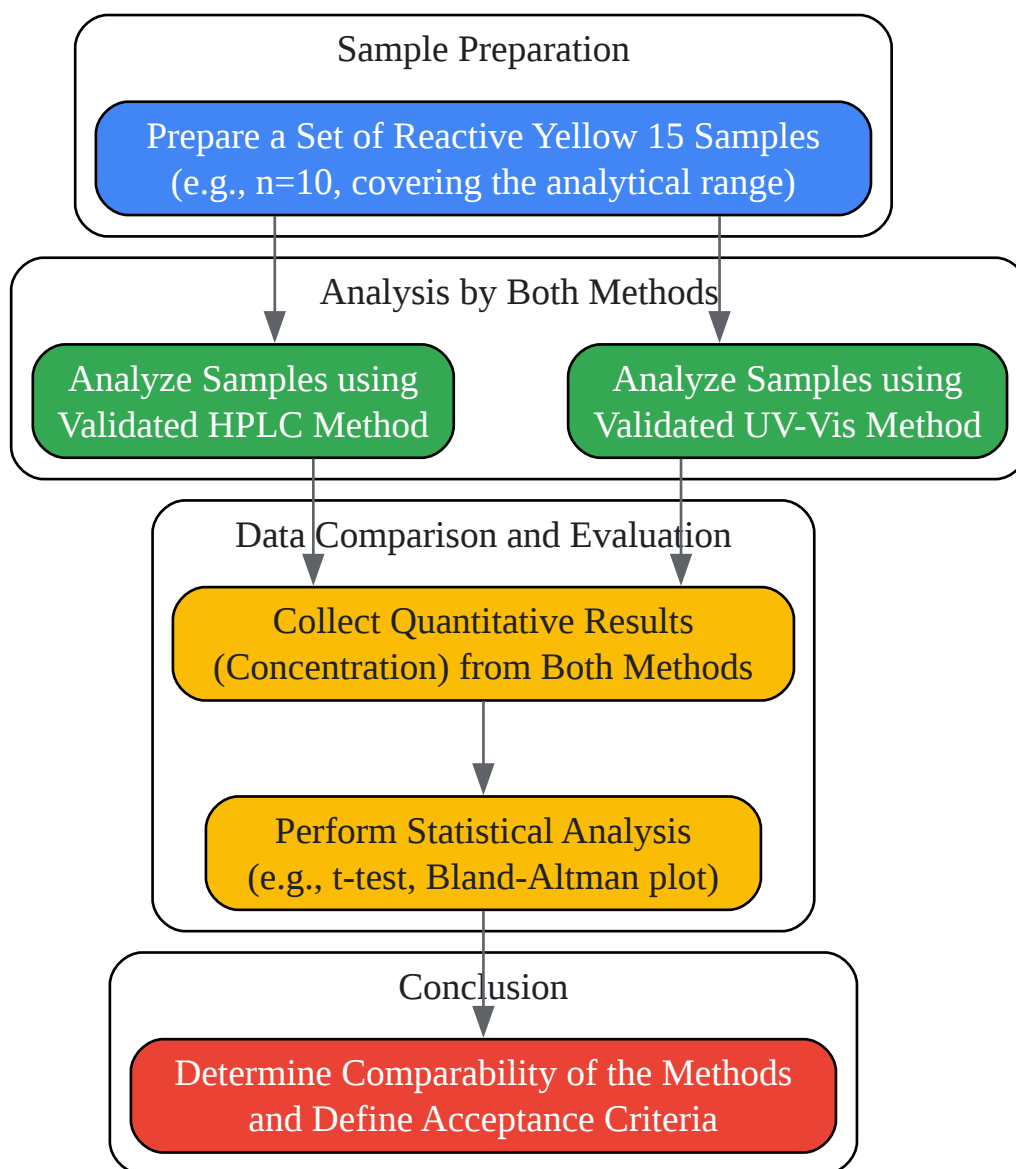 Sample Preparation
Prepare a Set of Reactive Yellow 15 Samples
(e.g., n=10, covering the analytical range)
Analysis by Both Methods
Analyze Samples using
Validated HPLC Method
Analyze Samples using
Validated UV-Vis Method
Data Comparison and Evaluation
Collect Quantitative Results
(Concentration) from Both Methods
Perform Statistical Analysis
(e.g., t-test, Bland-Altman plot)
Conclusion
Determine Comparability of the Methods
and Define Acceptance Criteria